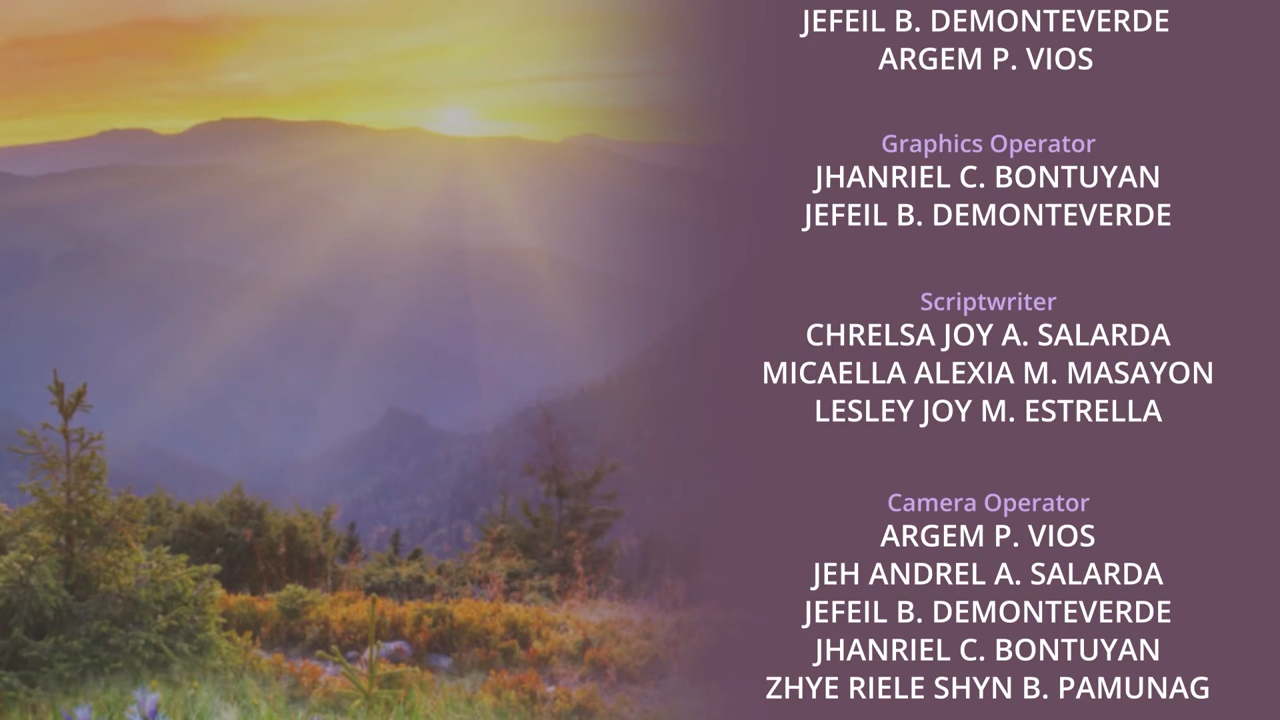 JEFEIL B. DEMONTEVERDE
ARGEM P. VIOS
Graphics Operator
JHANRIEL C. BONTUYAN
JEFEIL B. DEMONTEVERDE
Scriptwriter
CHRELSA JOY A. SALARDA
MICAELLA ALEXIA M. MASAYON
LESLEY JOY M. ESTRELLA
Camera Operator
ARGEM P. VIOS
JEH ANDREL A. SALARDA
JEFEIL B. DEMONTEVERDE
JHANRIEL C. BONTUYAN
ZHYE RIELE SHYN B. PAMUNAG